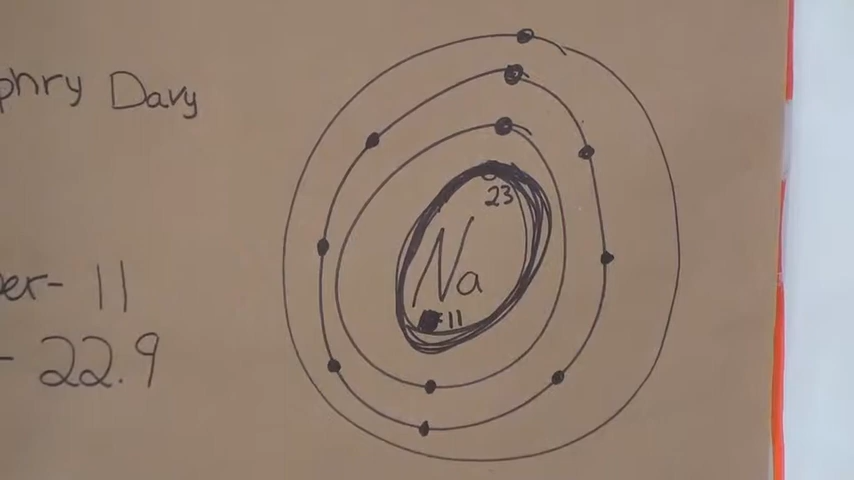 phry Davy
23
Na
-11
er- 11
- 22.9